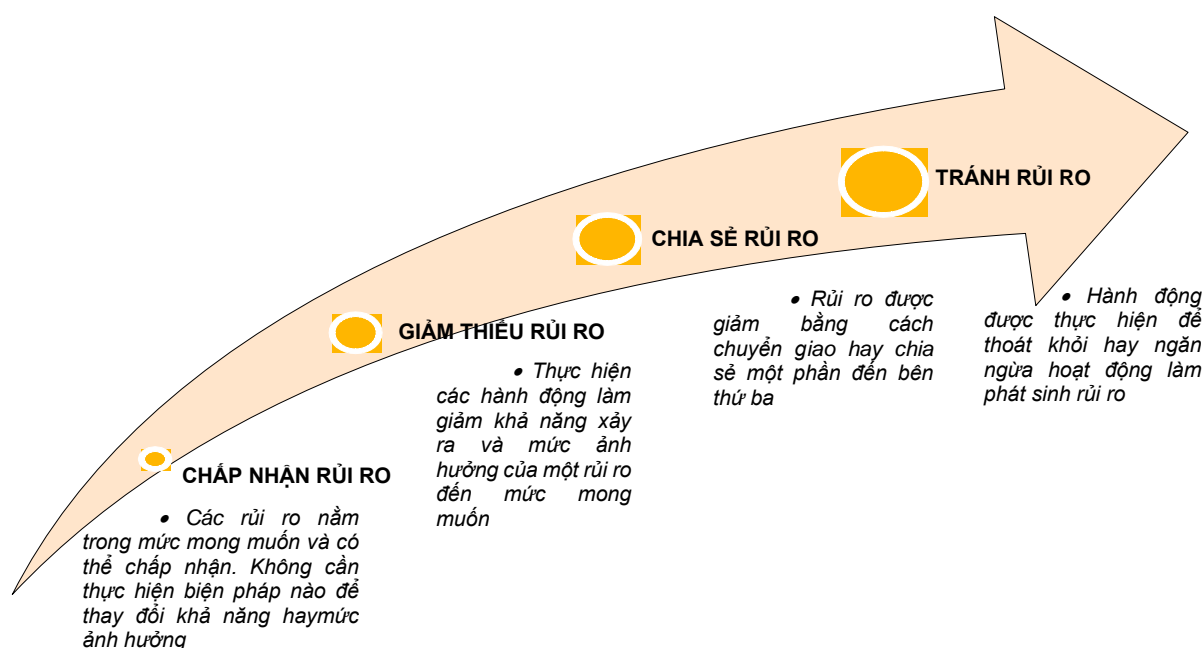 CHẤP NHẬN RỦI RO
• Các rủi ro nằm
trong mức mong muốn và có
thể chấp nhận. Không cần
thực hiện biện pháp nào để
thay đổi khả năng haymức
ảnh hưởng
GIẢM THIỂU RỦI RO
• Thực hiện
các hành động làm
giảm khả năng xảy
ra và mức ảnh
hưởng của một rủi ro
đến mức mong
muốn
CHIA SẺ RỦI RO
• Rủi ro được
giảm bằng cách
chuyển giao hay chia
sẻ một phần đến bên
thứ ba
TRÁNH RỦI RO
• Hành động
được thực hiện để
thoát khỏi hay ngăn
ngừa hoạt động làm
phát sinh rủi ro